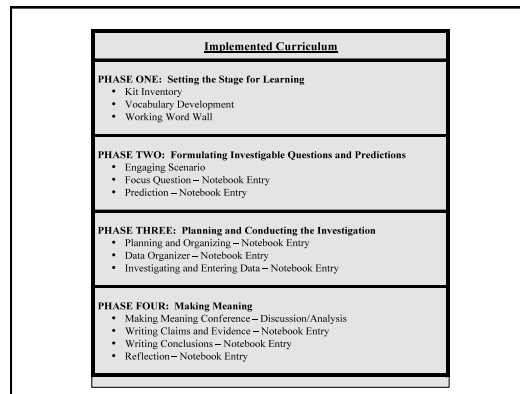 Implemented Curriculum
PHASE ONE: Setting the Stage for Learning
• Kit Inventory
• Vocabulary Development
• Working Word Wall
PHASE TWO: Formulating Investigable Questions and Predictions
• Engaging Scenario
• Focus Question – Notebook Entry
• Prediction – Notebook Entry
PHASE THREE: Planning and Conducting the Investigation
• Planning and Organizing – Notebook Entry
• Data Organizer – Notebook Entry
• Investigating and Entering Data – Notebook Entry
PHASE FOUR: Making Meaning
• Making Meaning Conference – Discussion/Analysis
• Writing Claims and Evidence – Notebook Entry
• Writing Conclusions – Notebook Entry
• Reflection – Notebook Entry